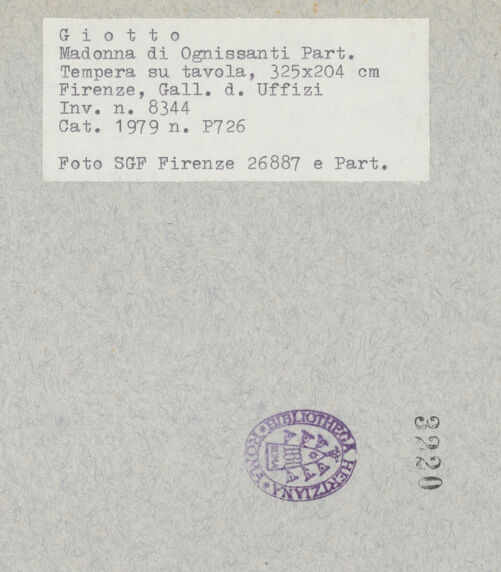 G i o t t o
Madonna di Ognissanti Part.
Tempera su tavola, 325x204 cm
Firenze, Gall. d. Uffizi
Inv. n. 8344
Cat. 1979 n. P726
Foto SGF Firenze 26887 e Part.
BIBLIOTHECA HERTZIANA ROMA
3220